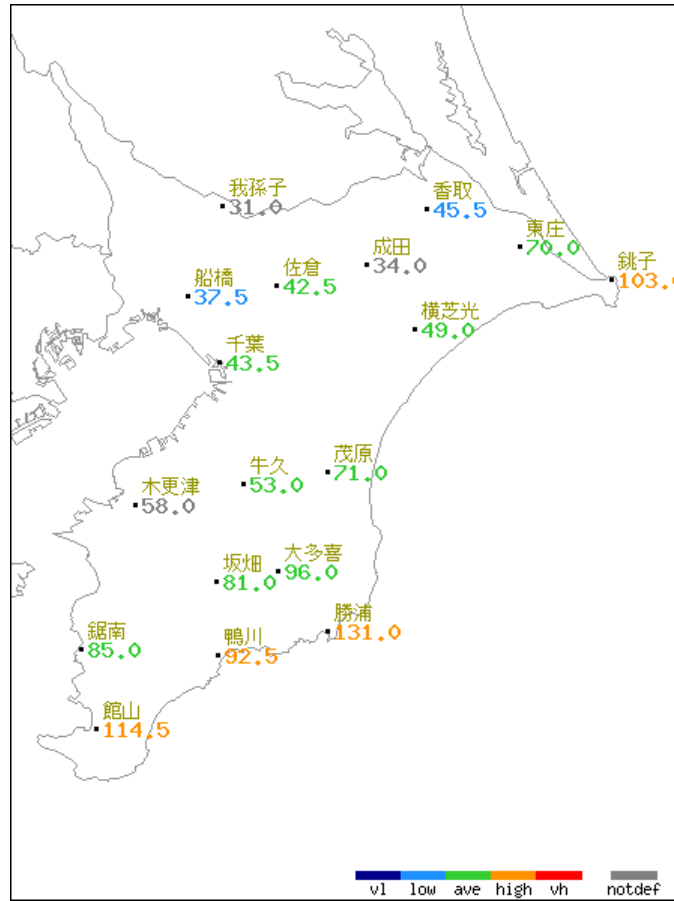 我孫子
31.0
香取
45.5
東庄
70.0
成田
34.0
銚子
103.
船橋
37.5
佐倉
42.5
横芝光
49.0
千葉
43.5
茂原
71.0
牛久
53.0
木更津
58.0
大多喜
96.0
坂畑
81.0
勝浦
131.0
鋸南
85.0
鴨川
92.5
館山
114.5
vl low ave high vh notdef